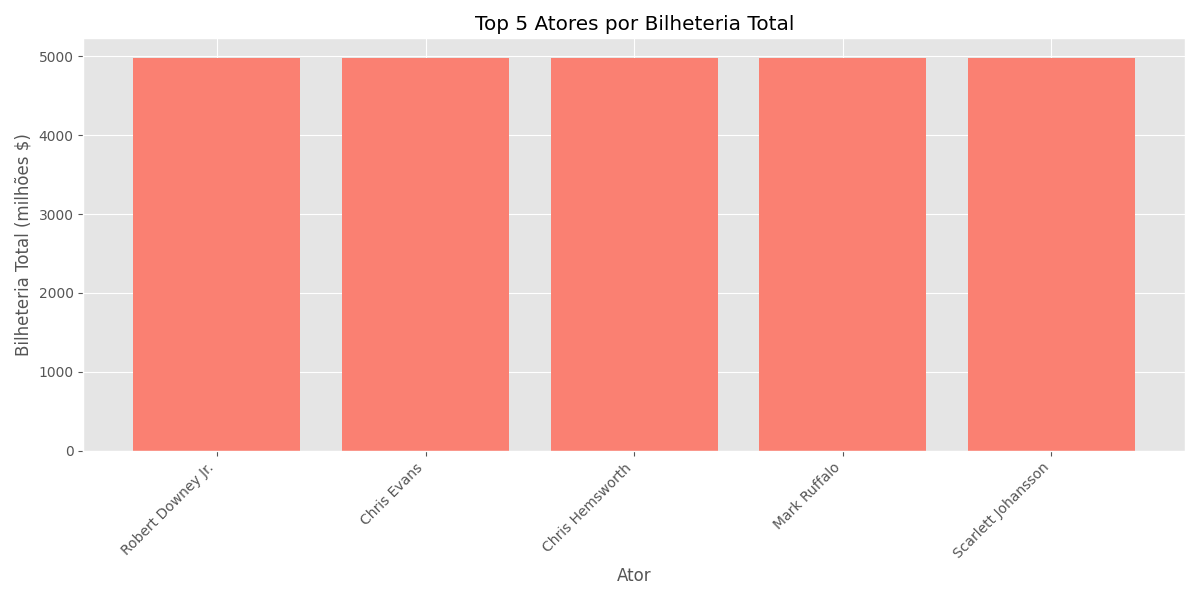 Top 5 Atores por Bilheteria Total
Bilheteria Total (milhões $)
5000
4000
3000
2000
1000
0
Robert Downey Jr.
Chris Evans
Chris Hemsworth
Mark Ruffalo
Scarlett Johansson
Ator